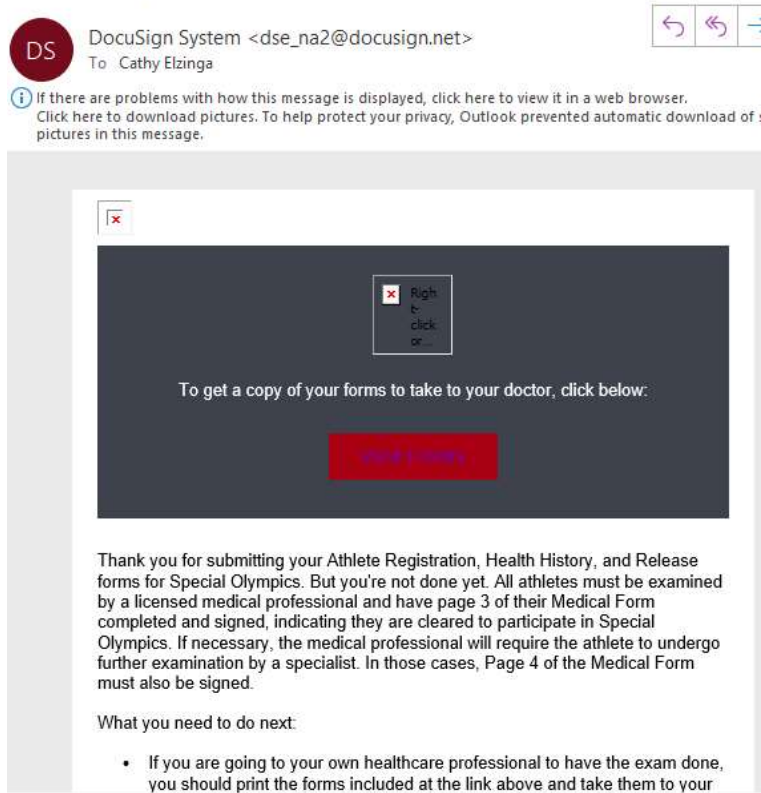 DS
DocuSign System <dse_na2@docusign.net>
To Cathy Elzinga
If there are problems with how this message is displayed, click here to view it in a web browser.
Click here to download pictures. To help protect your privacy, Outlook prevented automatic download of
pictures in this message.
Righ
t-
click
or...
To get a copy of your forms to take to your doctor, click below:
VIEW FORMS
Thank you for submitting your Athlete Registration, Health History, and Release
forms for Special Olympics. But you're not done yet. All athletes must be examined
by a licensed medical professional and have page 3 of their Medical Form
completed and signed, indicating they are cleared to participate in Special
Olympics. If necessary, the medical professional will require the athlete to undergo
further examination by a specialist. In those cases, Page 4 of the Medical Form
must also be signed.
What you need to do next:
• If you are going to your own healthcare professional to have the exam done,
you should print the forms included at the link above and take them to your